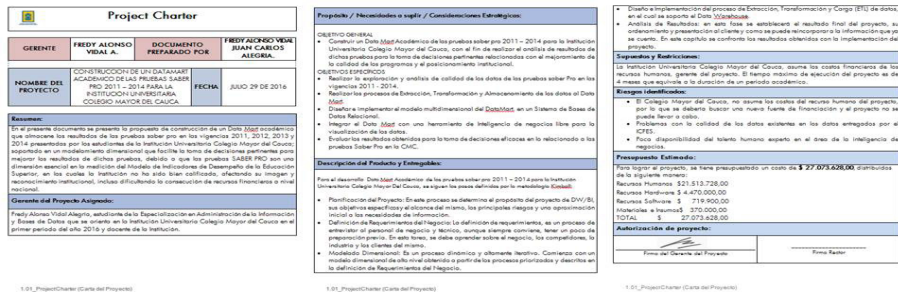 Project Charter
GERENTE
FREDY ALONSO
VIDAL A.
DOCUMENTO
PREPARADO POR
FREDY ALONSO VIDAL
JUAN CARLOS
ALEGRIA.
NOMBRE DEL
PROYECTO
CONSTRUCCION DE UN DATAMART
ACADEMICO DE LAS PRUEBAS SABER
PRO 2011 – 2014 PARA LA
INSTITUCION UNIVERSITARIA
COLEGIO MAYOR DEL CAUCA
FECHA
JULIO 29 DE 2016
Resumen:
En el presente documento se presenta la propuesta de construcción de un Data Mart académico
que almacene los resultados de las pruebas saber pro en las vigencias 2011, 2012, 2013 y
2014 presentados por los estudiantes de la Institución Universitaria Colegio Mayor del Cauca;
soportada en un modelamiento dimensional que facilite la toma de decisiones pertinentes para
mejorar los resultados de dichas pruebas, debido a que las pruebas SABER PRO son una
dimensión esencial en la medición del Modelo de Indicadores de Desempeño de la Educación
Superior, en los cuales la Institución no ha sido bien calificada, afectando su imagen y
reconocimiento institucional, incluso dificultando la consecución de recursos financieros a nivel
nacional.
Gerente del Proyecto Asignado:
Fredy Alonso Vidal Alegria, estudiante de la Especialización en Administración de la Información
y Bases de Datos que se orienta en la Institución Universitaria Colegio Mayor del Cauca en el
primer periodo del año 2016 y docente de la Institución.
1.01_ProjectCharter (Carta del Proyecto)
Propósito / Necesidades a suplir / Consideraciones Estratégicas:
OBJETIVO GENERAL
• Construir un Data Mart Académico de las pruebas saber pro 2011 – 2014 para la Institución
Universitaria Colegio Mayor del Cauca, con el fin de realizar el análisis de resultados de
dichas pruebas para la toma de decisiones pertinentes relacionadas con el mejoramiento de
la calidad de los programas y el posicionamiento institucional.
OBJETIVOS ESPECÍFICOS
• Realizar la exploración y análisis de calidad de los datos de las pruebas saber Pro en las
vigencias 2011 - 2014.
• Realizar los procesos de Extracción, Transformación y Almacenamiento de los datos al Data
Mart.
• Diseñar e implementar el modelo multidimensional del DataMart, en un Sistema de Bases de
Datos Relacional.
• Integrar el Data Mart con una herramienta de Inteligencia de negocios libre para la
visualización de los datos.
• Evaluar los resultados obtenidos para la toma de decisiones eficaces en lo relacionado a las
pruebas Saber Pro en la CMC.
Descripción del Producto y Entregables:
Para el desarrollo Data Mart Académico de las pruebas saber pro 2011 – 2014 para la Institución
Universitaria Colegio Mayor Del Cauca, se siguen los pasos definidos por la metodología Kimball:
• Planificación del Proyecto: En este proceso se determina el propósito del proyecto de DW/BI,
sus objetivos específicos y el alcance del mismo, los principales riesgos y una aproximación
inicial a las necesidades de información.
• Definición de Requerimientos del Negocio: La definición de requerimientos, es un proceso de
entrevistar al personal de negocio y técnico, aunque siempre conviene, tener un poco de
preparación previa. En esta tarea, se debe aprender sobre el negocio, los competidores, la
industria y los clientes del mismo.
• Modelado Dimensional: Es un proceso dinámico y altamente iterativo. Comienza con un
modelo dimensional de alto nivel obtenido a partir de los procesos priorizados y descritos en
la definición de Requerimientos del Negocio.
1.01_ProjectCharter (Carta del Proyecto)
• Diseño e Implementación del proceso de Extracción, Transformación y Carga (ETL) de datos,
en el cual se soporta el Data Warehouse.
• Análisis de Resultados: en esta fase se establecerá el resultado final del proyecto, su
ordenamiento y presentación al cliente y como se puede reincorporar a la información que ya
se cuenta. En este capitulo se confronta los resultados obtenidos con la implementación del
proyecto.
Supuestos y Restricciones:
La Institución Universitaria Colegio Mayor del Cauca, asume los costos financieros de los
recursos humanos, gerente del proyecto. El tiempo máximo de ejecución del proyecto es de
4 meses que equivale a la duración de un periodo académico.
Riesgos identificados:
• El Colegio Mayor del Cauca, no asuma los costos del recurso humano del proyecto,
por lo que se debería buscar una nueva fuente de financiación y el proyecto no se
puede llevar a cabo.
• Problemas con la calidad de los datos existentes en los datos entregados por el
ICFES.
• Poca disponibilidad del talento humano experto en el área de la inteligencia de
negocios.
Presupuesto Estimado:
Para lograr el proyecto, se tiene presupuestado un costo de $ 27.073.628,00, distribuidos
de la siguiente manera:
Recursos Humanos $21.513.728,00
Recursos Hardware $ 4.470.000,00
Recursos Software $ 719.900,00
Materiales e Insumos$ 370.000,00
TOTAL $ 27.073.628,00
Autorización de proyecto:
Firma del Gerente del Proyecto
Firma Rector
1.01_ProjectCharter (Carta del Proyecto)